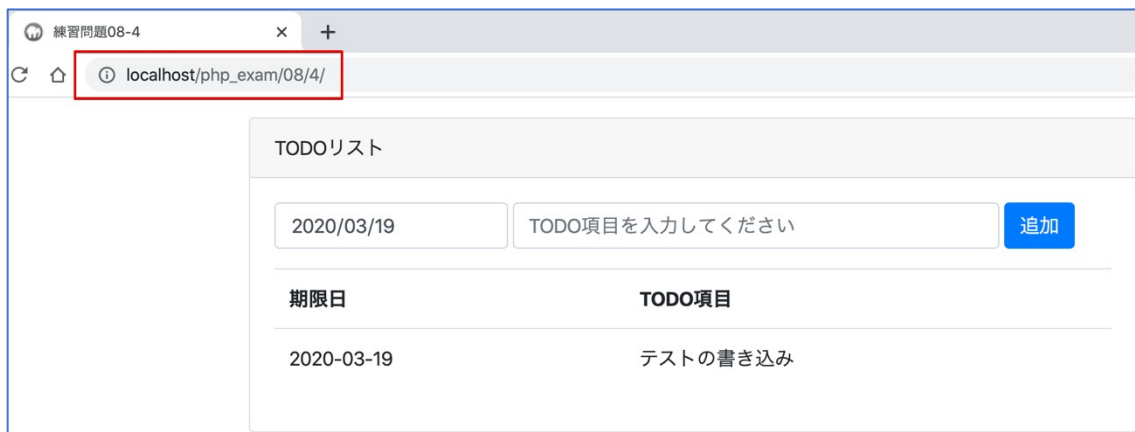 練習問題08-4
localhost/php_exam/08/4/
TODOリスト
2020/03/19 TODO項目を入力してください 追加
期限日 TODO項目
2020-03-19 テストの書き込み